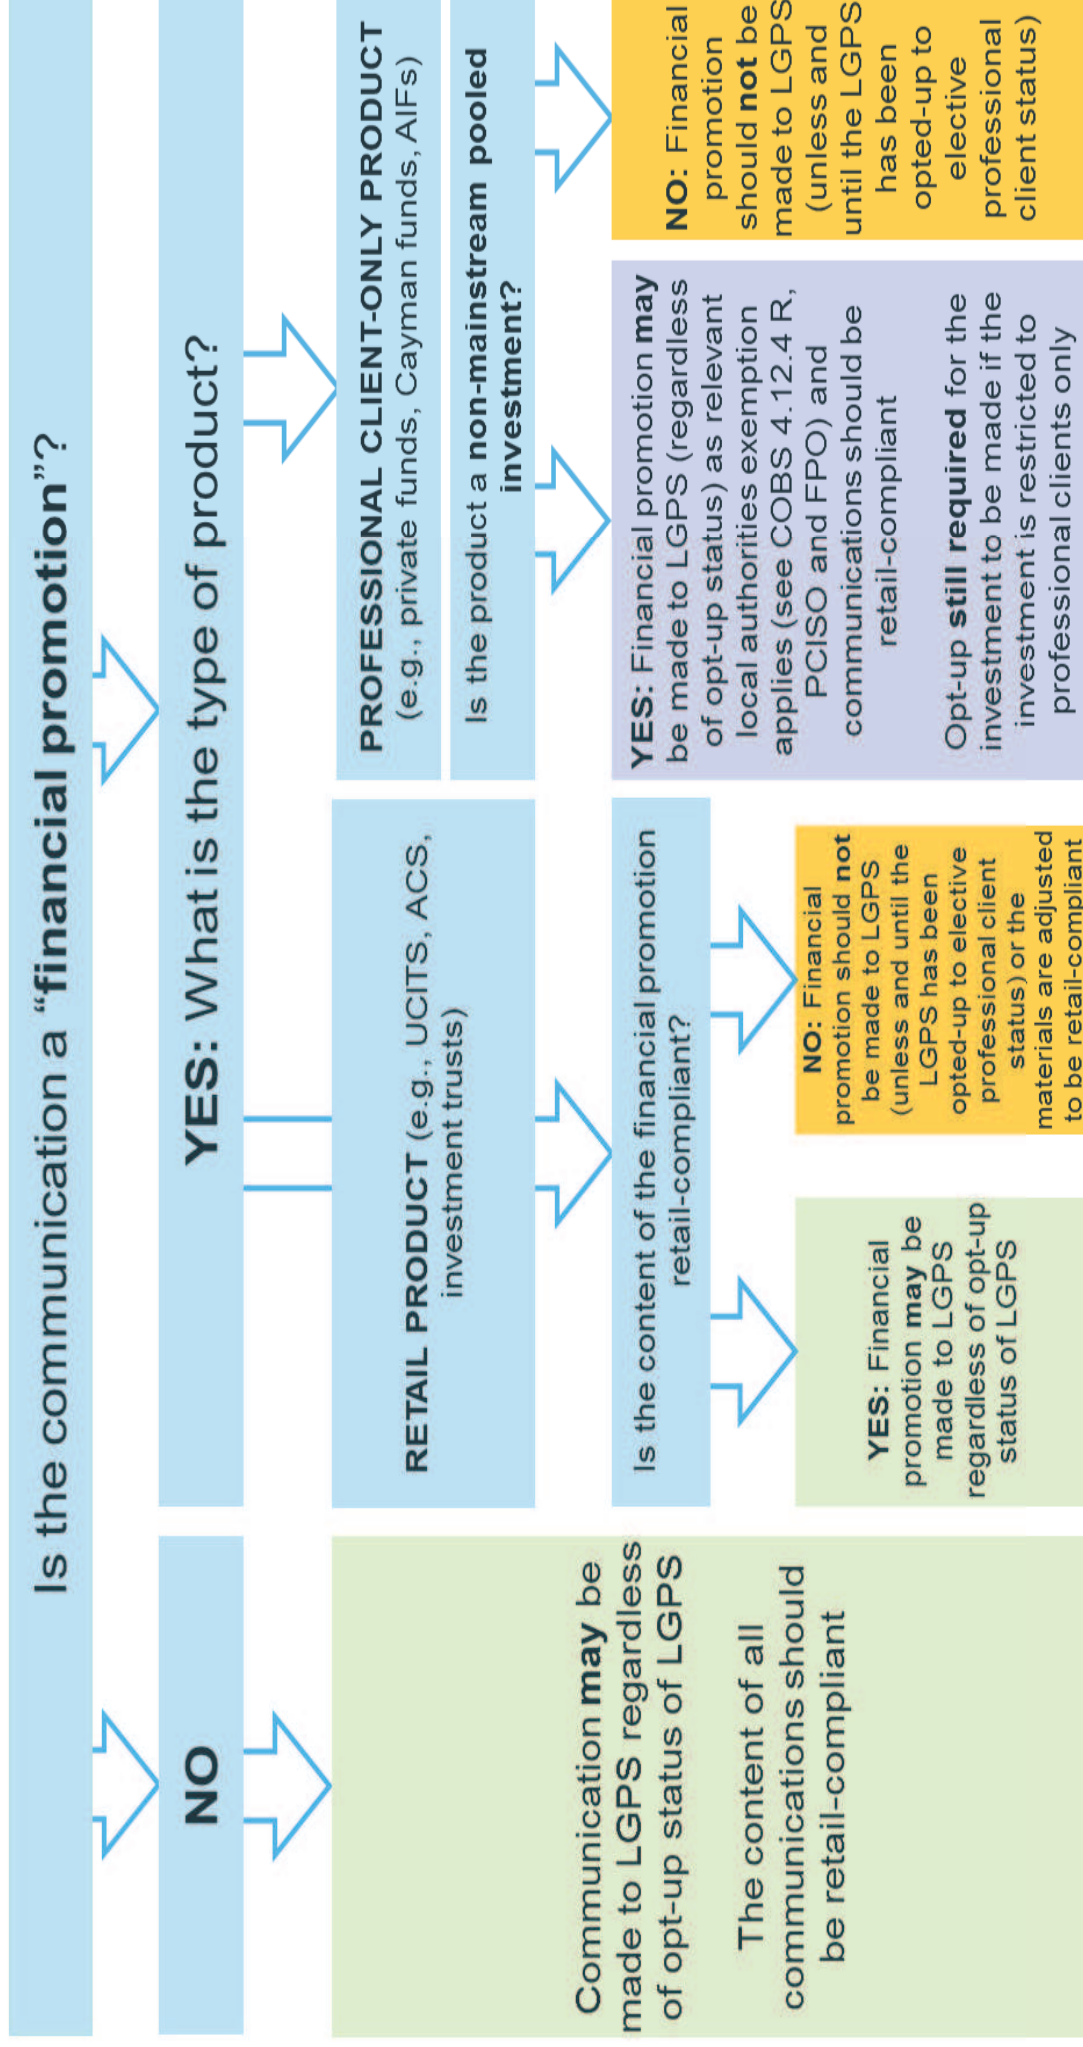 Is the communication a “financial promotion”?
NO
YES: What is the type of product?
Communication may be
made to LGPS regardless
of opt-up status of LGPS
The content of all
communications should
be retail-compliant
RETAIL PRODUCT (e.g., UCITS, ACS,
investment trusts)
Is the content of the financial promotion
retail-compliant?
YES: Financial
promotion may be
made to LGPS
regardless of opt-up
status of LGPS
NO: Financial
promotion should not
be made to LGPS
(unless and until the
LGPS has been
opted-up to elective
professional client
status) or the
materials are adjusted
to be retail-compliant
PROFESSIONAL CLIENT-ONLY PRODUCT
(e.g., private funds, Cayman funds, AIFs)
Is the product a non-mainstream pooled
investment?
YES: Financial promotion may
be made to LGPS (regardless
of opt-up status) as relevant
local authorities exemption
applies (see COBS 4.12.4 R,
PCISO and FPO) and
communications should be
retail-compliant
Opt-up still required for the
investment to be made if the
investment is restricted to
professional clients only
NO: Financial
promotion
should not be
made to LGPS
(unless and
until the LGPS
has been
opted-up to
elective
professional
client status)